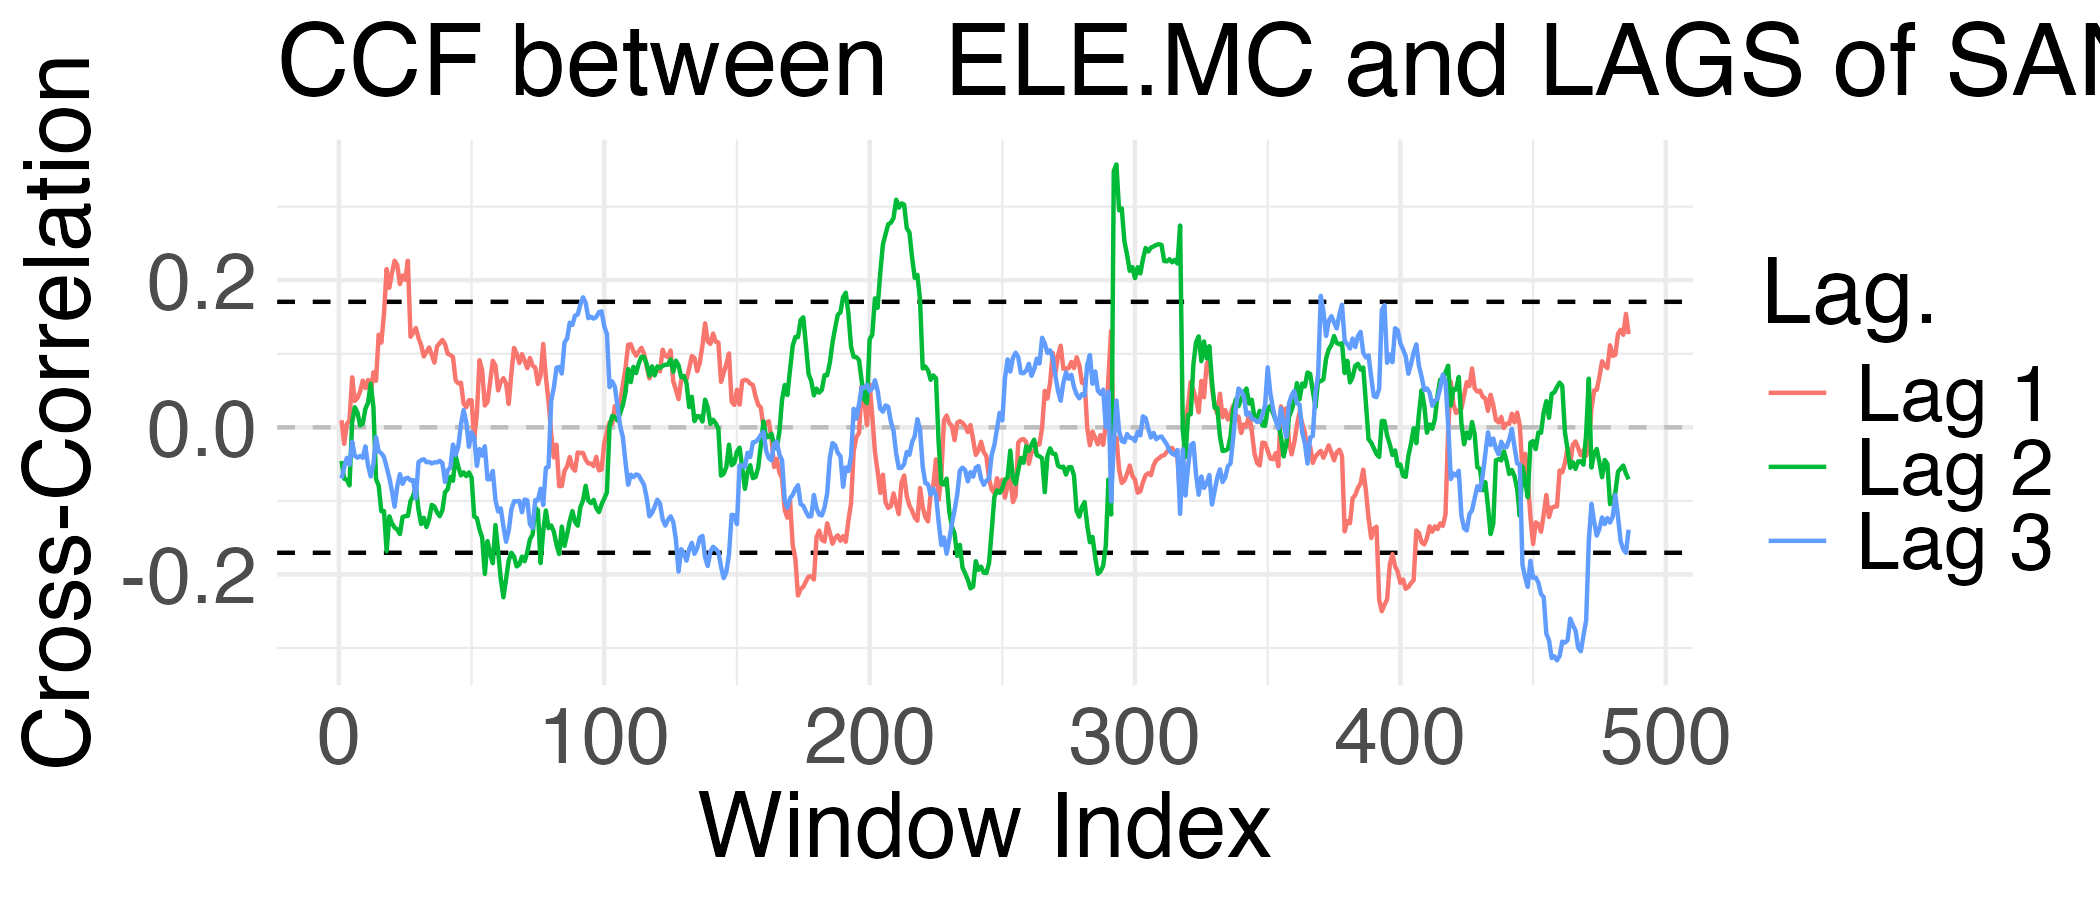 CCF between ELE.MC and LAGS of SAN
Cross-Correlation
0.2
0.0
-0.2
0 100 200 300 400 500
Window Index
Lag.
Lag 1
Lag 2
Lag 3